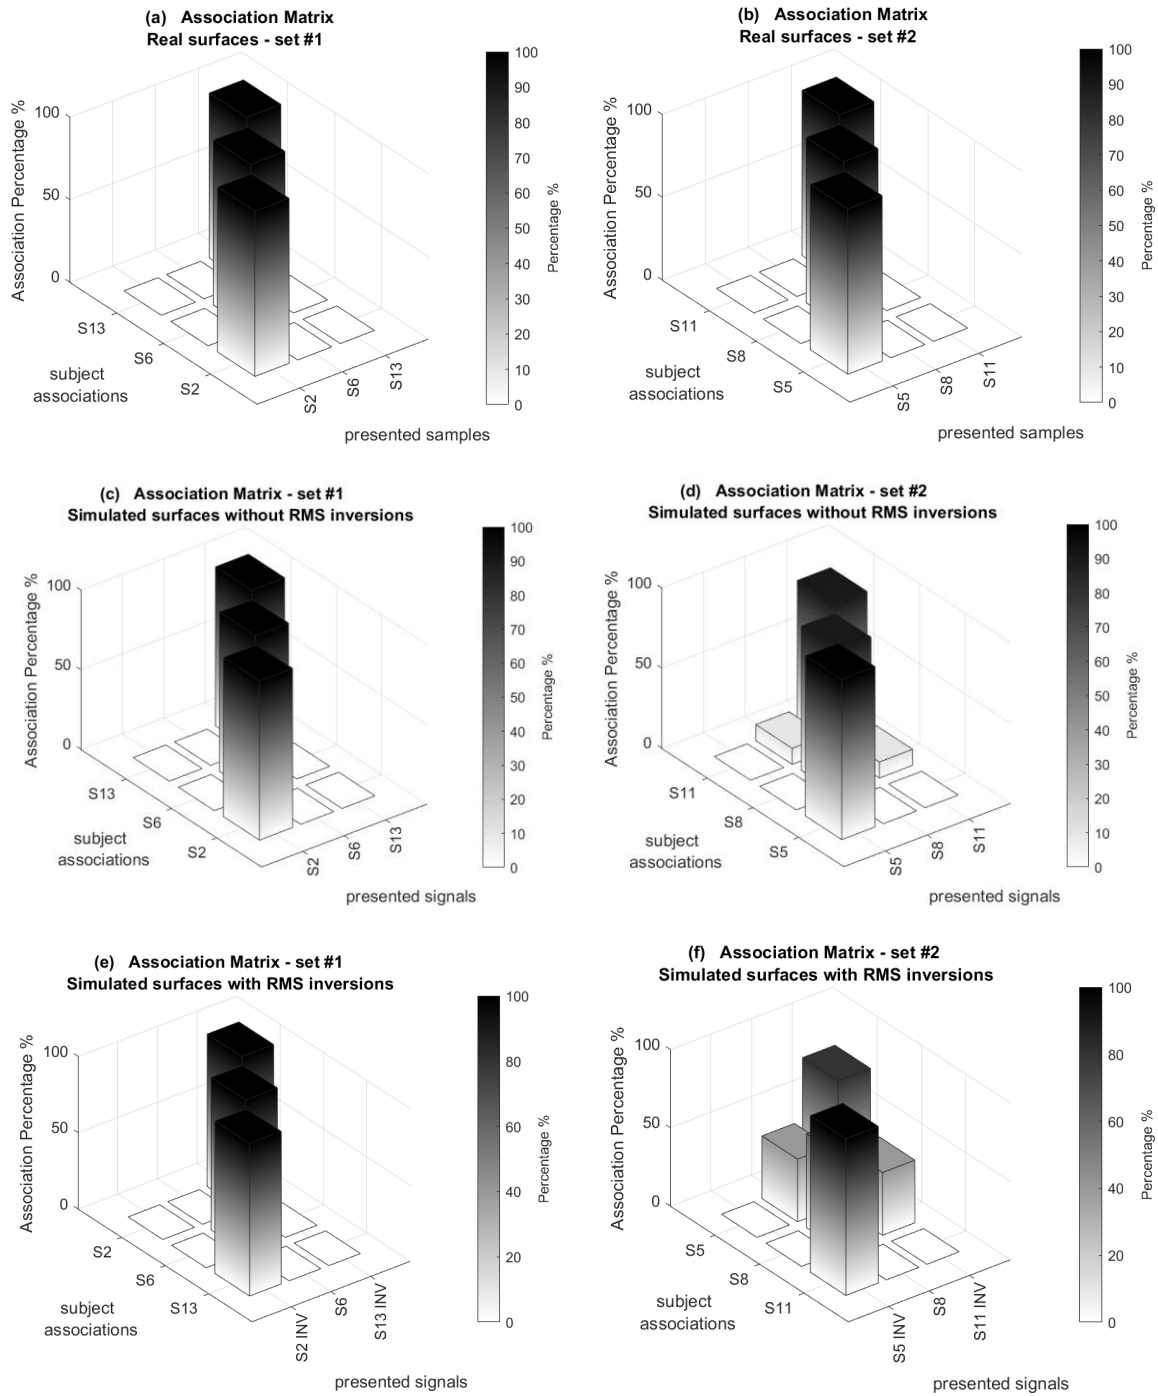 (a) Association Matrix
Real surfaces - set #1
Association Percentage %
100
50
0
S13
S6
S2
subject
associations
S2
S6
S13
presented samples
100
90
80
70
60
50
40
30
20
10
0
Percentage %
(b) Association Matrix
Real surfaces - set #2
Association Percentage %
100
50
0
S11
S8
S5
subject
associations
S5
S8
S11
presented samples
100
90
80
70
60
50
40
30
20
10
0
Percentage %
(c) Association Matrix - set #1
Simulated surfaces without RMS inversions
Association Percentage %
100
50
0
S13
S6
S2
subject
associations
S2
S6
S13
presented signals
100
90
80
70
60
50
40
30
20
10
0
Percentage %
(d) Association Matrix - set #2
Simulated surfaces without RMS inversions
Association Percentage %
100
50
0
S11
S8
S5
subject
associations
S5
S8
S11
presented signals
100
90
80
70
60
50
40
30
20
10
0
Percentage %
(e) Association Matrix - set #1
Simulated surfaces with RMS inversions
Association Percentage %
100
50
0
S2
S6
S13
subject
associations
S2 INV
S6
S13 INV
presented signals
100
80
60
40
20
0
Percentage %
(f) Association Matrix - set #2
Simulated surfaces with RMS inversions
Association Percentage %
100
50
0
S5
S8
S11
subject
associations
S5 INV
S8
S11 INV
presented signals
100
80
60
40
20
0
Percentage %